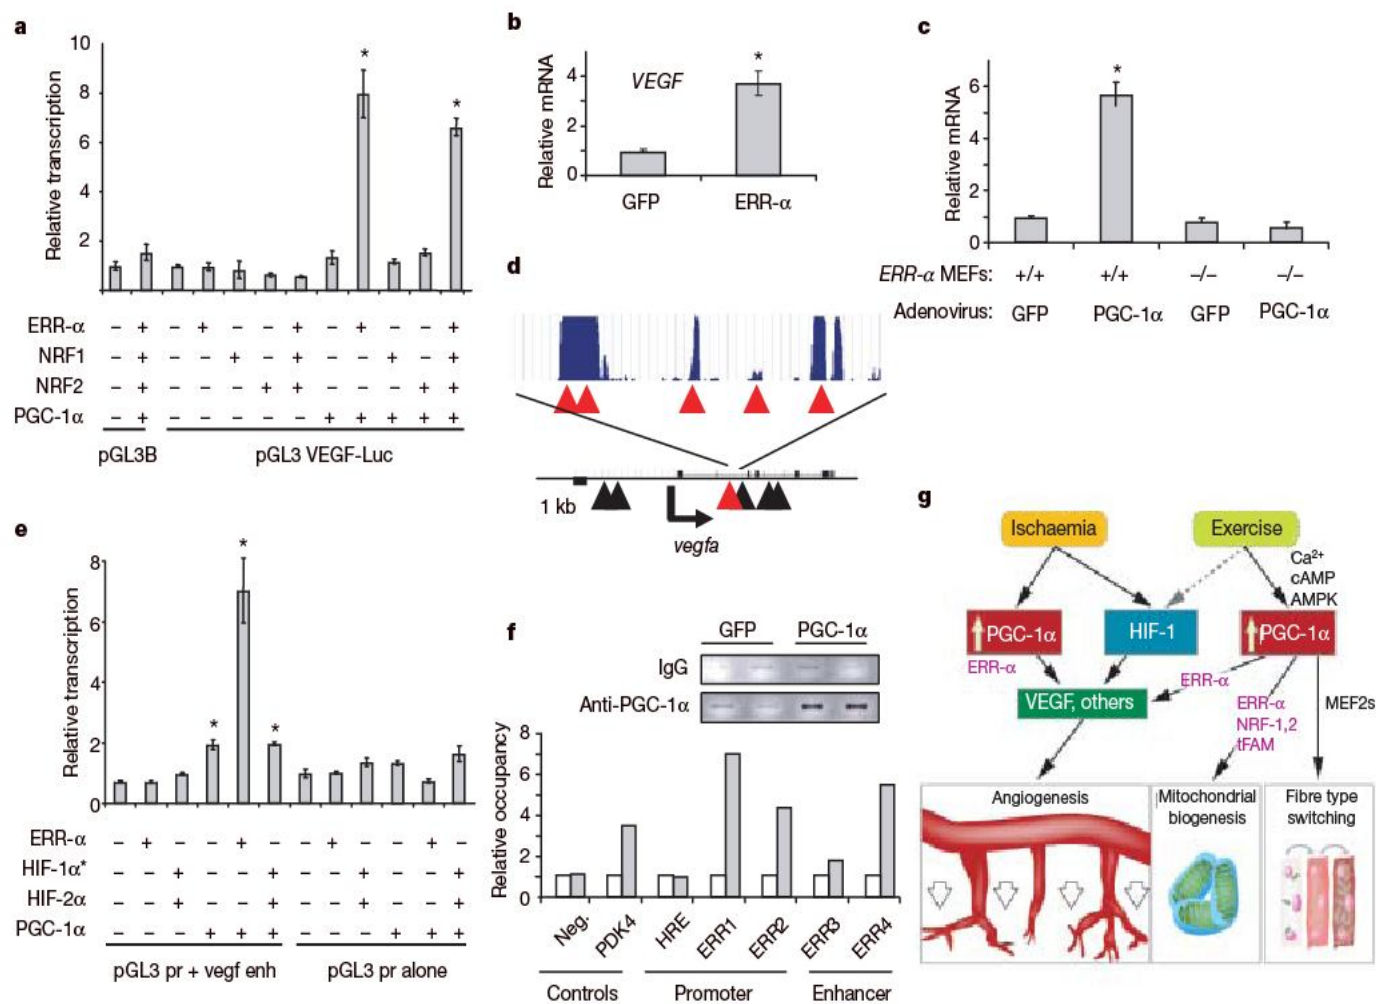 a
10
8
6
4
2
Relative transcription
*
*
ERR-α – + – + – – + – + – – +
NRF1 – + – – + – + – – + – +
NRF2 – + – – – + + – – – + +
PGC-1α – + – – – – – + + + + +
pGL3B pGL3 VEGF-Luc
b
Relative mRNA
4
2
0
VEGF
*
GFP ERR-α
c
Relative mRNA
6
4
2
0
*
ERR-α MEFs: +/+ +/+ –/– –/–
Adenovirus: GFP PGC-1α GFP PGC-1α
d
1 kb
vegfa
e
Relative transcription
8
6
4
2
0
*
*
*
ERR-α – + – – + – – + – – + –
HIF-1α* – – + – – + – – + – – +
HIF-2α – – + – – + – – + – – +
PGC-1α – – – + + + – – – + + +
pGL3 pr + vegf enh pGL3 pr alone
f
GFP PGC-1α
IgG
Anti-PGC-1α
Relative occupancy
8
6
4
2
0
Neg. PDK4 HRE ERR1 ERR2 ERR3 ERR4
Controls Promoter Enhancer
g
Ischaemia Exercise
Ca²⁺
cAMP
AMPK
PGC-1α HIF-1 PGC-1α
ERR-α
ERR-α
VEGF, others
ERR-α
NRF-1,2
tFAM
MEF2s
Angiogenesis
Mitochondrial
biogenesis
Fibre type
switching